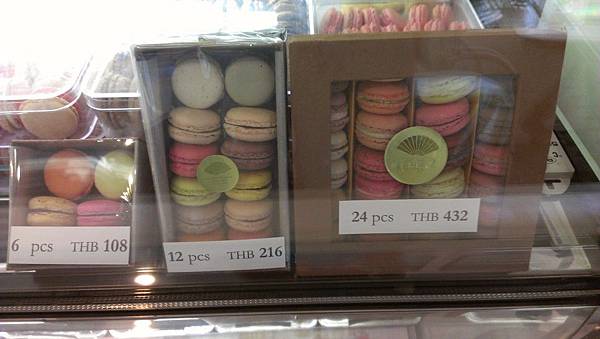 6 pcs THB 108
12 pcs THB 216
24 pcs THB 432